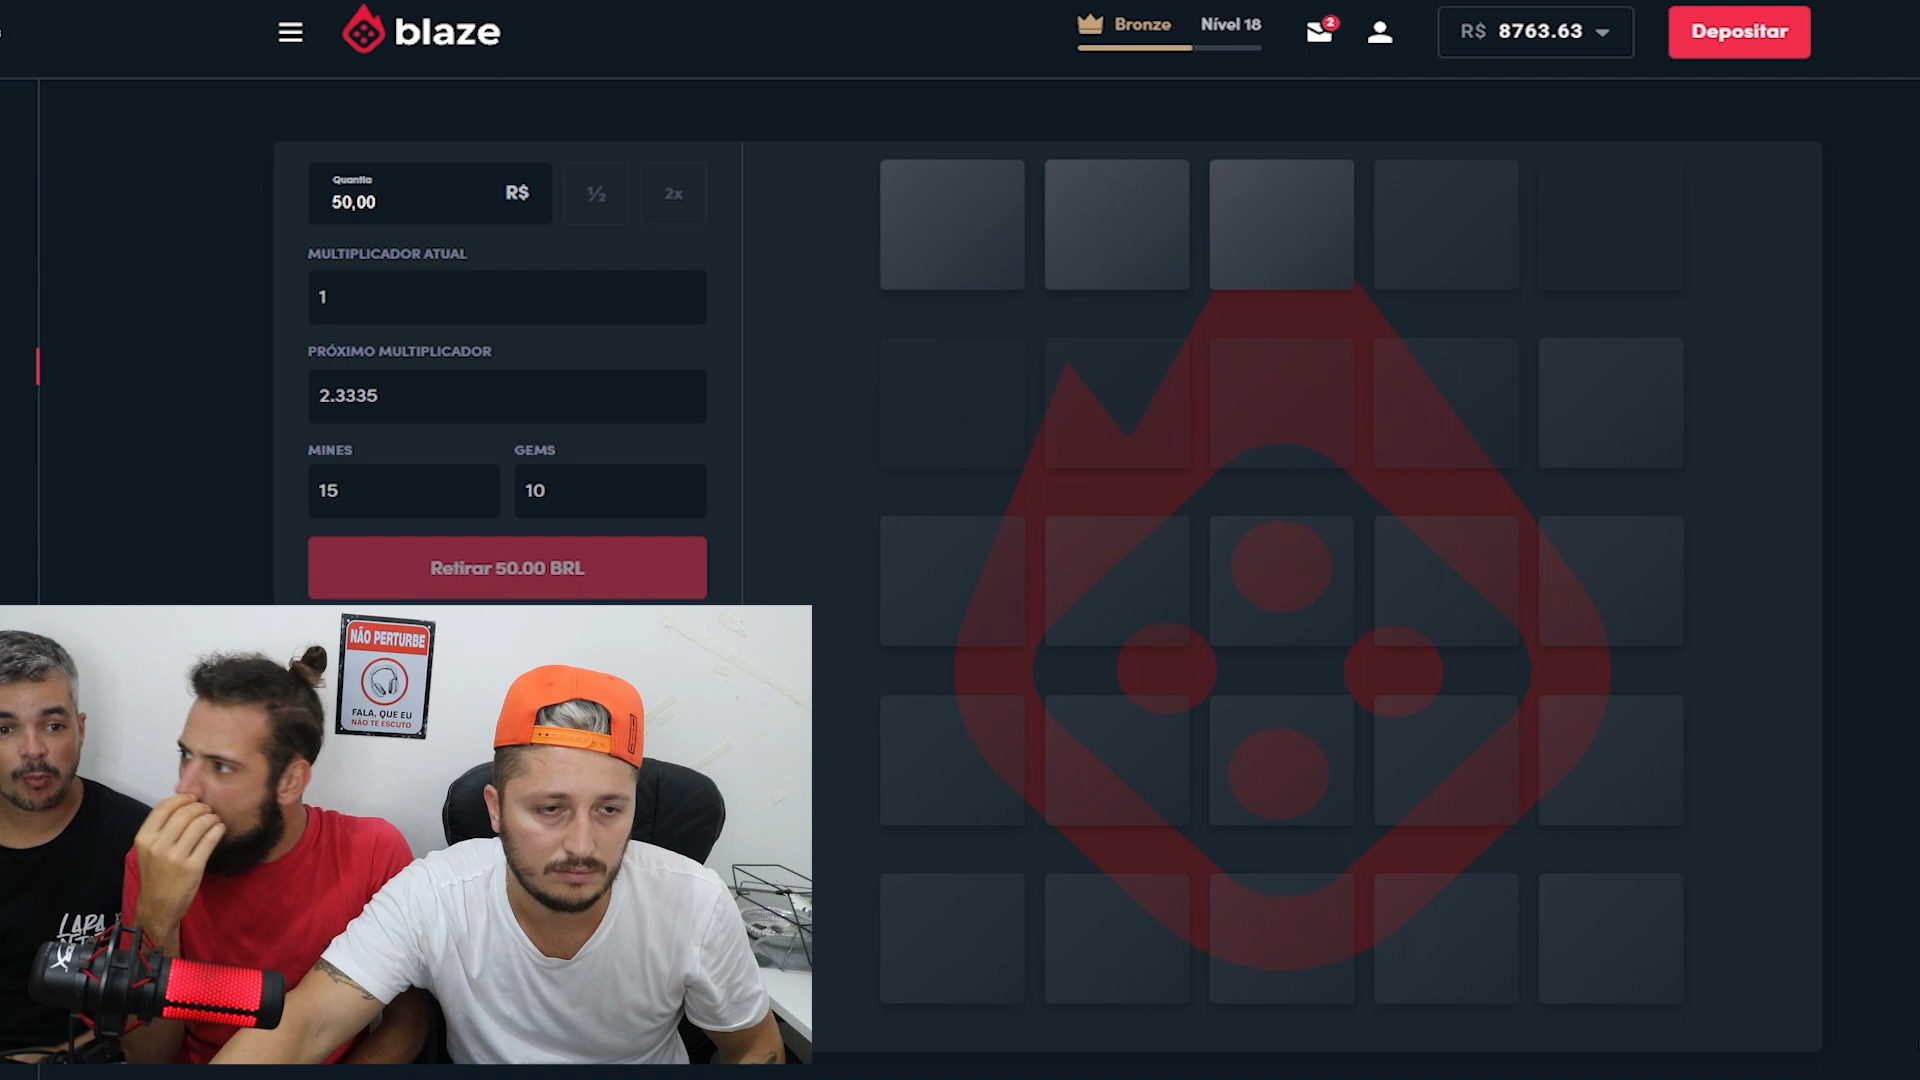 blaze
Bronze
Nível 18
2
R$ 8763.63
Depositar
Quantia
50,00
R$
½
2x
MULTIPLICADOR ATUAL
1
PRÓXIMO MULTIPLICADOR
2.3335
MINES
GEMS
15
10
Retirar 50.00 BRL
NÃO PERTURBE
FALA, QUE EU
NÃO TE ESCUTO